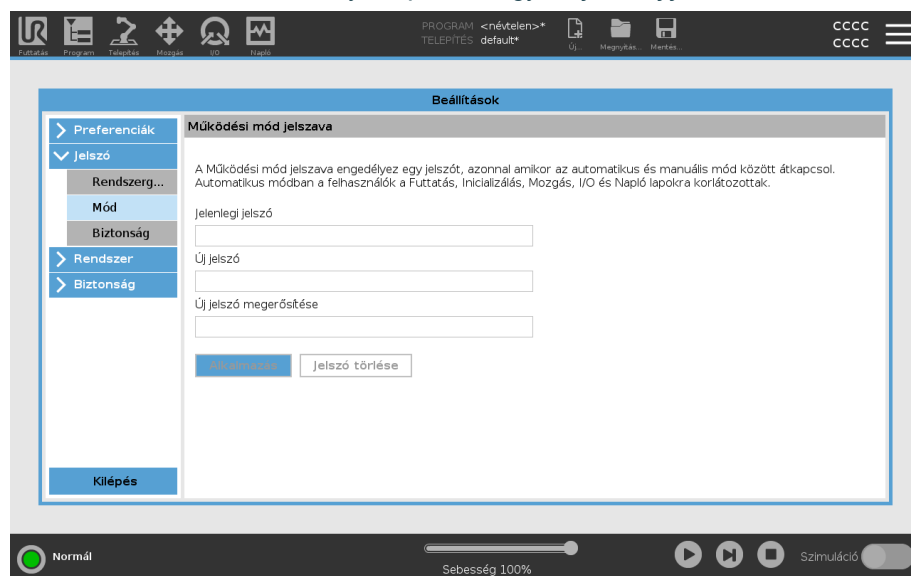 PROGRAM <névtelen>*
TELEPÍTÉS default*
CCCC
CCCC
Futtatás Program Telepítés Mozgás I/O Napló Új... Megnyitás... Mentés...
Beállítások
Preferenciák
Jelszó
Rendszerg...
Mód
Biztonság
Rendszer
Biztonság
Kilépés
Működési mód jelszava
A Működési mód jelszava engedélyez egy jelszót, azonnal amikor az automatikus és manuális mód között átkapcsol.
Automatikus módban a felhasználók a Futtatás, Inicializálás, Mozgás, I/O és Napló lapokra korlátozottak.
Jelenlegi jelszó
Új jelszó
Új jelszó megerősítése
Alkalmazás Jelszó törlése
Normál
Sebesség 100%
Szimuláció